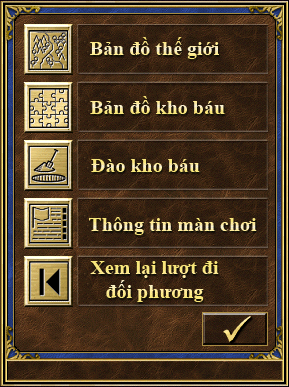 Bản đồ thế giới
Bản đồ kho báu
Đào kho báu
Thông tin màn chơi
Xem lại lượt đi
đối phương